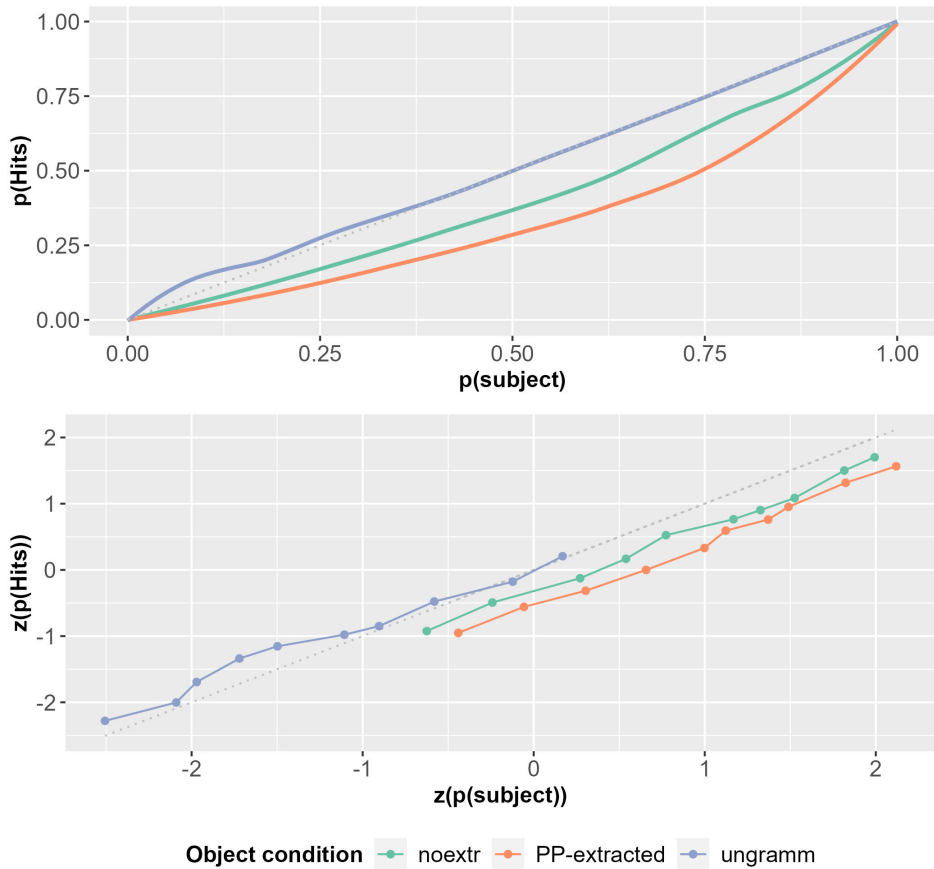 1.00
0.75
0.50
0.25
0.00
p(Hits)
0.00 0.25 0.50 0.75 1.00
p(subject)
2
1
0
-1
-2
z(p(Hits))
-2 -1 0 1 2
z(p(subject))
Object condition noextr PP-extracted ungramm